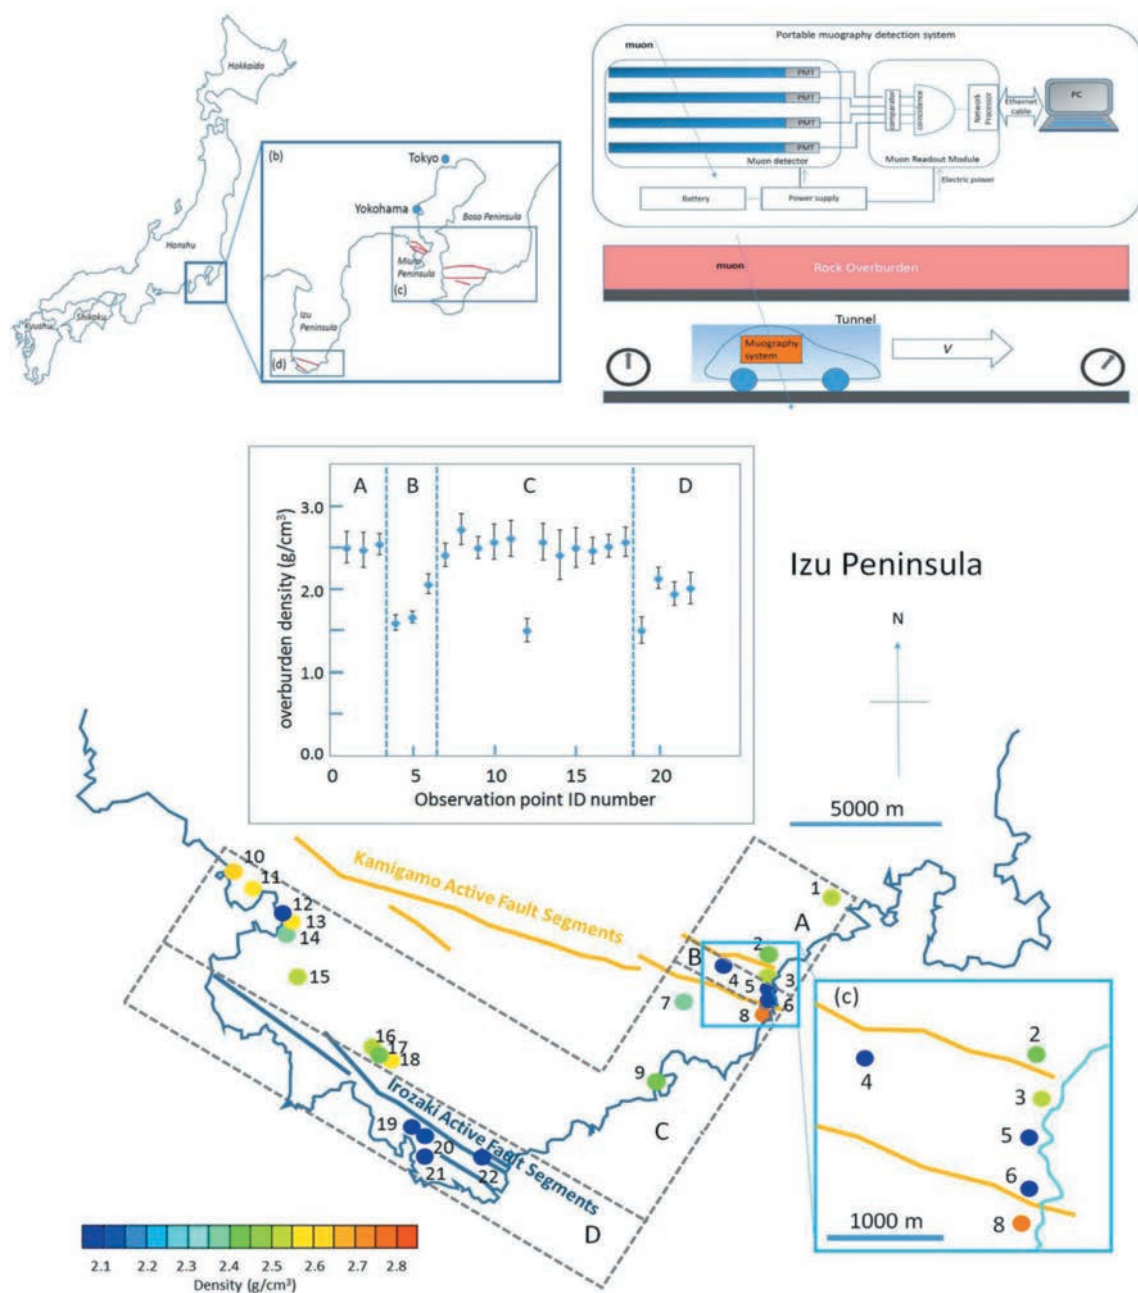 Hokkaido
Honshu
Shikoku
Kyushu
(b)
Tokyo
Yokohama
Boso Peninsula
Miura
Peninsula
(c)
Izu
Peninsula
(d)
Portable muography detection system
muon
PMT
PMT
PMT
PMT
comparator
coincidence
Network
Processor
Ethernet
cable
PC
Muon detector
Muon Readout Module
Electric power
Battery
Power supply
muon
Rock Overburden
Tunnel
Muography
system
V
A
B
C
D
overburden density (g/cm³)
3.0
2.0
1.0
0.0
0
5
10
15
20
Observation point ID number
Izu Peninsula
N
5000 m
Kamigamo Active Fault Segments
Irozaki Active Fault Segments
10
11
12
13
14
15
16
17
18
19
20
21
22
1
2
3
4
5
6
7
8
9
A
B
C
D
(c)
2
4
3
5
6
8
1000 m
2.1 2.2 2.3 2.4 2.5 2.6 2.7 2.8
Density (g/cm³)